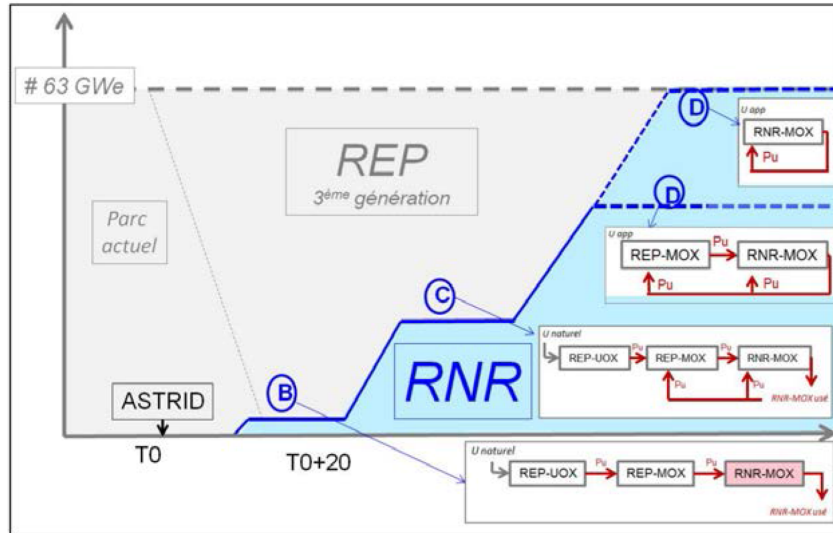 # 63 GWe
REP
3ème génération
Parc
actuel
ASTRID
T0
T0+20
RNR
B
C
D
D
U app
RNR-MOX
Pu
U app
REP-MOX
Pu
RNR-MOX
Pu
Pu
U naturel
REP-UOX
Pu
REP-MOX
Pu
RNR-MOX
Pu
Pu
RNR-MOX usé
U naturel
REP-UOX
Pu
REP-MOX
Pu
RNR-MOX
RNR-MOX usé